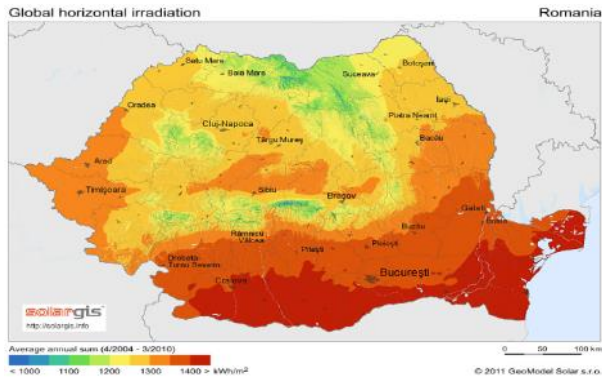 Global horizontal irradiation
Romania
Satu Mare
Baia Mare
Suceava
Botoșani
Oradea
Iași
Cluj-Napoca
Piatra Neamț
Târgu Mureș
Bacău
Arad
Timișoara
Sibiu
Brașov
Galați
Brăila
Râmnicu
Vâlcea
Buzău
Pitești
Ploiești
Drobeta-
Turnu Severin
București
Craiova
solargis
http://solargis.info
Average annual sum (4/2004 - 3/2010)
< 1000 1100 1200 1300 1400 > kWh/m²
0 50 100 km
© 2011 GeoModel Solar s.r.o.